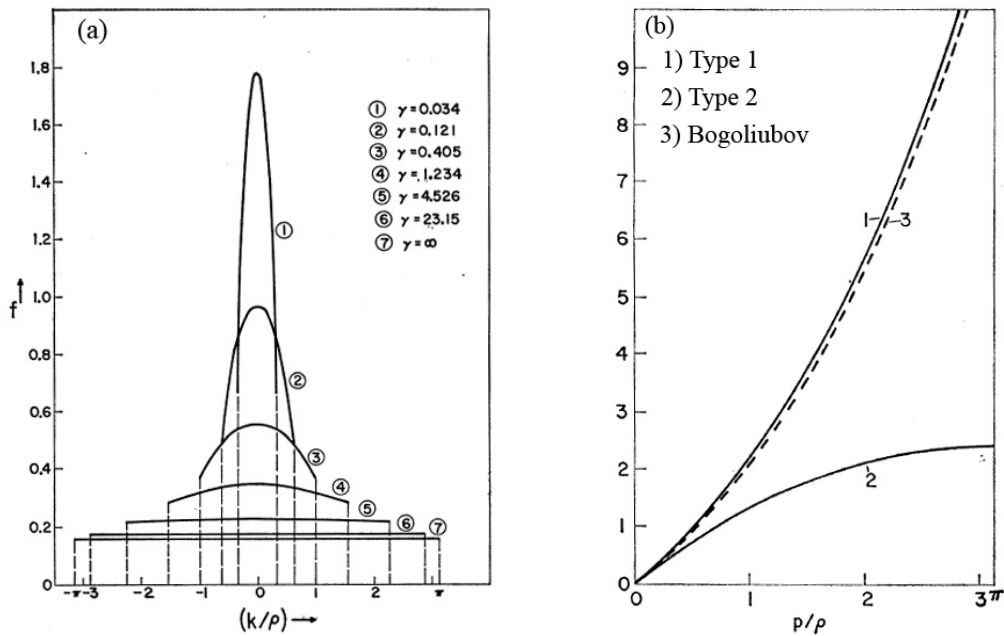 (a)
1.8
1.6
1.4
1.2
1.0
0.8
0.6
0.4
0.2
0
f
① γ=0.034
② γ=0.121
③ γ=0.405
④ γ=1.234
⑤ γ=4.526
⑥ γ=23.15
⑦ γ=∞
①
②
③
④
⑤
⑥
⑦
-π -3 -2 -1 0 1 2 π
(k/ρ) →
(b)
1) Type 1
2) Type 2
3) Bogoliubov
9
8
7
6
5
4
3
2
1
0
1 3
2
0 1 2 3 π
p/ρ